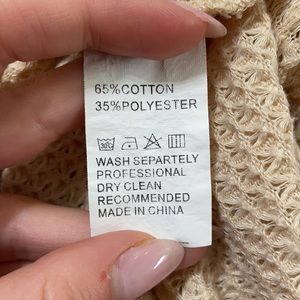 65%COTTON
35%POLYESTER
WASH SEPARTELY
PROFESSIONAL
DRY CLEAN
RECOMMENDED
MADE IN CHINA